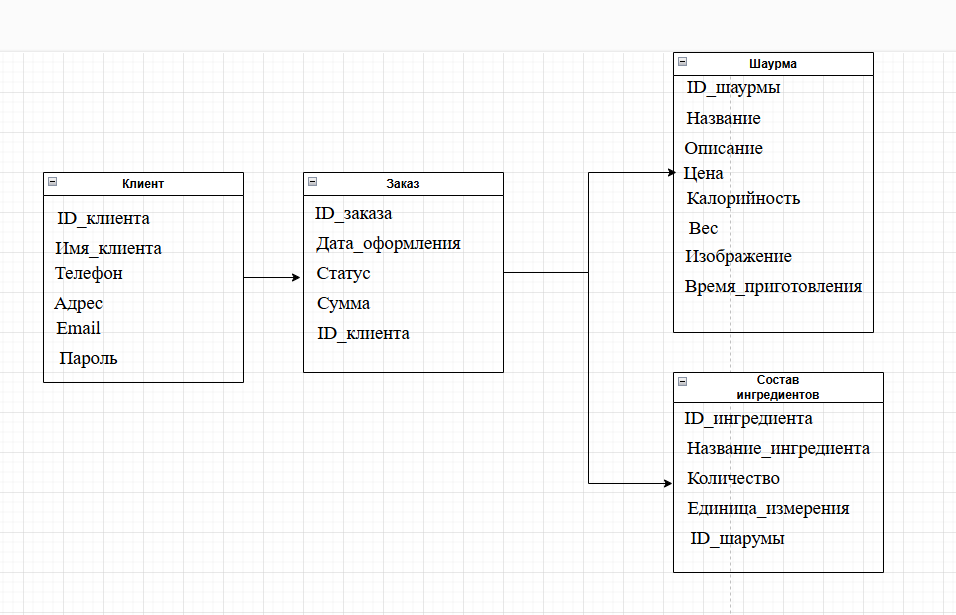 Клиент
ID_клиента
Имя_клиента
Телефон
Адрес
Email
Пароль
Заказ
ID_заказа
Дата_оформления
Статус
Сумма
ID_клиента
Шаурма
ID_шаурмы
Название
Описание
Цена
Калорийность
Вес
Изображение
Время_приготовления
Состав
ингредиентов
ID_ингредиента
Название_ингредиента
Количество
Единица_измерения
ID_шарумы